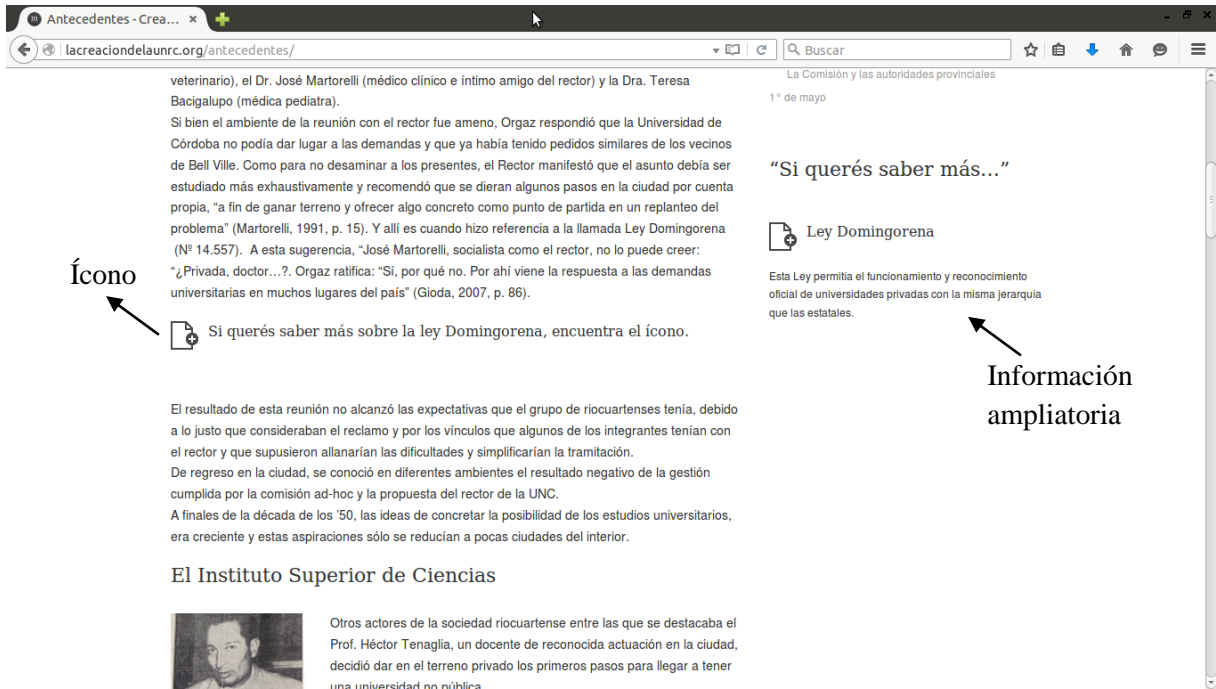 Antecedentes - Crea...
lacreaciondelaunrc.org/antecedentes/
Buscar
veterinario), el Dr. José Martorelli (médico clínico e íntimo amigo del rector) y la Dra. Teresa
Bacigalupo (médica pediatra).
Si bien el ambiente de la reunión con el rector fue ameno, Orgaz respondió que la Universidad de
Córdoba no podía dar lugar a las demandas y que ya había tenido pedidos similares de los vecinos
de Bell Ville. Como para no desaminar a los presentes, el Rector manifestó que el asunto debía ser
estudiado más exhaustivamente y recomendó que se dieran algunos pasos en la ciudad por cuenta
propia, “a fin de ganar terreno y ofrecer algo concreto como punto de partida en un replanteo del
problema” (Martorelli, 1991, p. 15). Y allí es cuando hizo referencia a la llamada Ley Domingorena
(Nº 14.557).  A esta sugerencia, “José Martorelli, socialista como el rector, no lo puede creer:
“¿Privada, doctor…?. Orgaz ratifica: “Sí, por qué no. Por ahí viene la respuesta a las demandas
universitarias en muchos lugares del país” (Gioda, 2007, p. 86).
Ícono
Si querés saber más sobre la ley Domingorena, encuentra el ícono.
El resultado de esta reunión no alcanzó las expectativas que el grupo de riocuartenses tenía, debido
a lo justo que consideraban el reclamo y por los vínculos que algunos de los integrantes tenían con
el rector y que supusieron allanarían las dificultades y simplificarían la tramitación.
De regreso en la ciudad, se conoció en diferentes ambientes el resultado negativo de la gestión
cumplida por la comisión ad-hoc y la propuesta del rector de la UNC.
A finales de la década de los ’50, las ideas de concretar la posibilidad de los estudios universitarios,
era creciente y estas aspiraciones sólo se reducían a pocas ciudades del interior.
El Instituto Superior de Ciencias
Otros actores de la sociedad riocuartense entre las que se destacaba el
Prof. Héctor Tenaglia, un docente de reconocida actuación en la ciudad,
decidió dar en el terreno privado los primeros pasos para llegar a tener
una universidad no pública
La Comisión y las autoridades provinciales
1° de mayo
“Si querés saber más…”
Ley Domingorena
Esta Ley permitia el funcionamiento y reconocimiento
oficial de universidades privadas con la misma jerarquía
que las estatales.
Información
ampliatoria